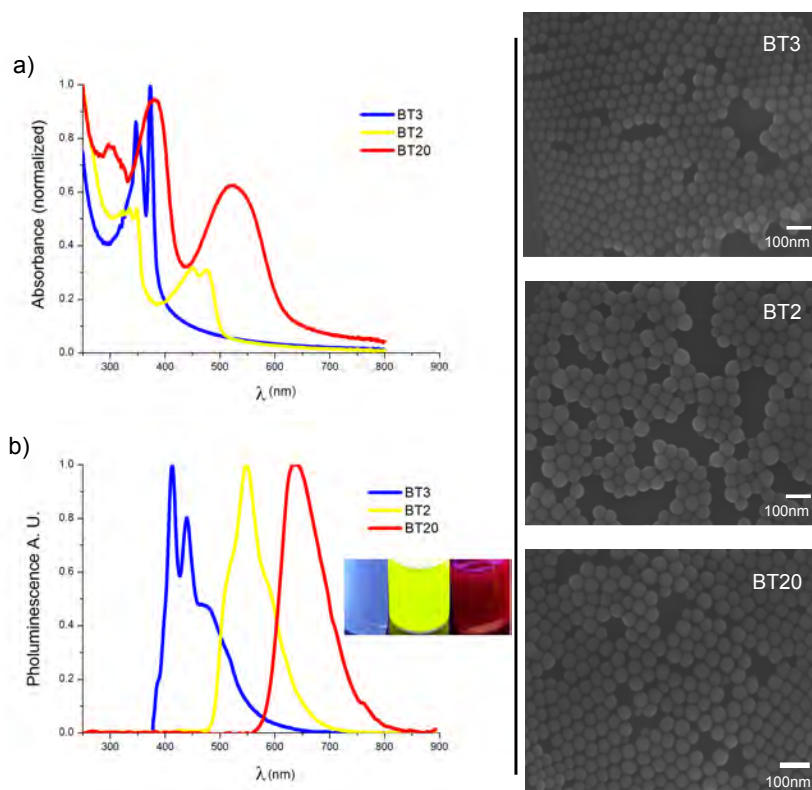 a)
1.0
0.8
0.6
0.4
0.2
0.0
Absorbance (normalized)
BT3
BT2
BT20
300 400 500 600 700 800 900
λ (nm)
b)
1.0
0.8
0.6
0.4
0.2
0.0
Pholuminescence A. U.
BT3
BT2
BT20
300 400 500 600 700 800 900
λ (nm)
BT3
100nm
BT2
100nm
BT20
100nm